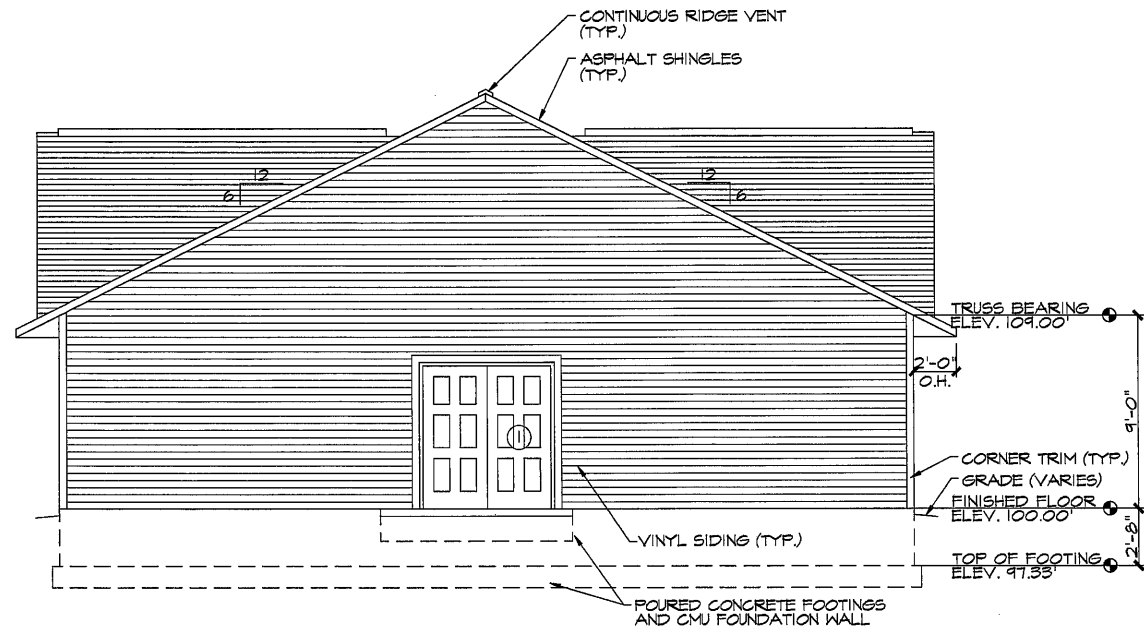 CONTINUOUS RIDGE VENT
(TYP.)
ASPHALT SHINGLES
(TYP.)
12
6
12
6
TRUSS BEARING
ELEV. 109.00'
2'-0"
O.H.
9'-0"
1
CORNER TRIM (TYP.)
GRADE (VARIES)
FINISHED FLOOR
ELEV. 100.00'
2'-8"
VINYL SIDING (TYP.)
TOP OF FOOTING
ELEV. 97.33'
POURED CONCRETE FOOTINGS
AND CMU FOUNDATION WALL